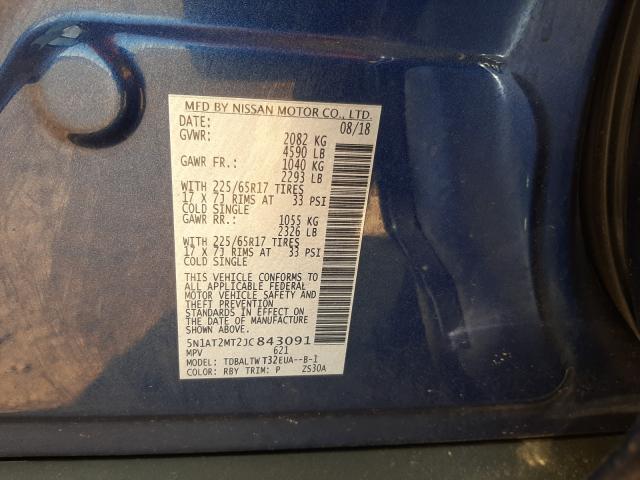 MFD BY NISSAN MOTOR CO., LTD.
DATE: 08/18
GVWR: 2082 KG
4590 LB
GAWR FR.: 1040 KG
2293 LB
WITH 225/65R17 TIRES
17 X 7J RIMS AT 33 PSI
COLD SINGLE
GAWR RR.: 1055 KG
2326 LB
WITH 225/65R17 TIRES
17 X 7J RIMS AT 33 PSI
COLD SINGLE
THIS VEHICLE CONFORMS TO
ALL APPLICABLE FEDERAL
MOTOR VEHICLE SAFETY AND
THEFT PREVENTION
STANDARDS IN EFFECT ON
THE DATE OF MANUFACTURE
SHOWN ABOVE.
5N1AT2MT2JC843091
MPV 621
MODEL: TDBALTW T32EUA--B-1
COLOR: RBY TRIM: P ZS30A